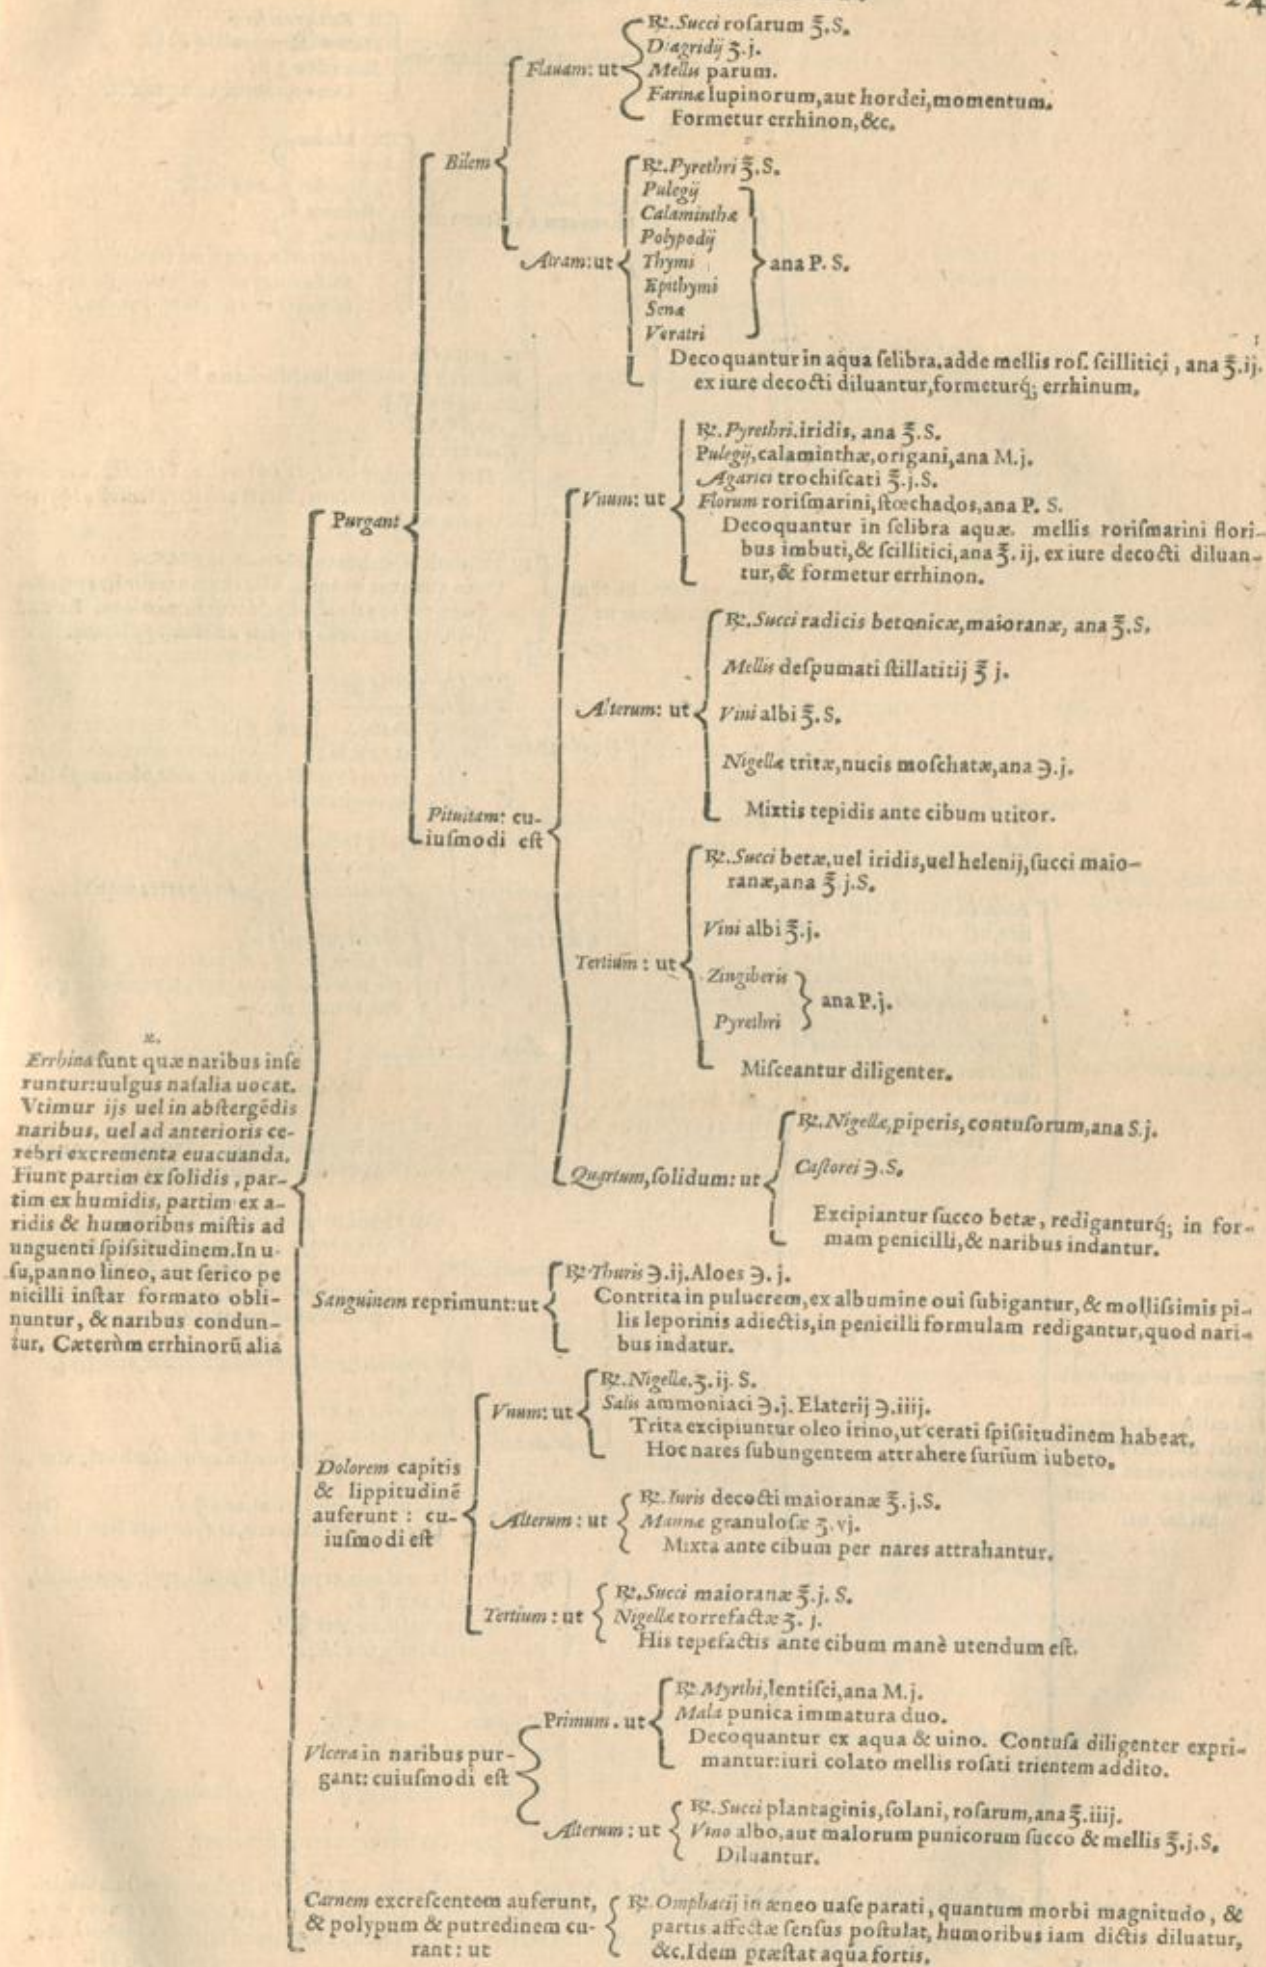 24
℞. Succi roſarum ℥.S.
Diagridij ʒ.j.
Flauam: ut
Mellis parum.
Farinæ lupinorum, aut hordei, momentum.
Formetur errhinon, &c.
Bilem
℞. Pyrethri ℥.S.
Pulegij
Calaminthæ
Polypodij
Atram: ut
Thymi
ana P. S.
Epithymi
Senæ
Veratri
Decoquantur in aqua ſelibra. adde mellis roſ. ſcillitici, ana ℥.ij.
ex iure decocti diluantur, formeturq́; errhinum.
Purgant
℞. Pyrethri. iridis, ana ℥.S.
Pulegij, calaminthæ, origani, ana M.j.
Agarici trochiſcati ℥.j.S.
Vnum: ut
Florum roriſmarini, ſtœchados, ana P. S.
Decoquantur in ſelibra aquæ. mellis roriſmarini flori-
bus imbuti, & ſcillitici, ana ℥.ij. ex iure decocti diluan-
tur, & formetur errhinon.
℞. Succi radicis betonicæ, maioranæ, ana ℥.S.
Mellis deſpumati ſtillatitij ℥ j.
Alterum: ut
Vini albi ℥.S.
Nigellæ tritæ, nucis moſchatæ, ana ℈.j.
Mixtis tepidis ante cibum utitor.
Pituitam: cu-
iuſmodi eſt
℞. Succi betæ, uel iridis, uel helenij, ſucci maio-
ranæ, ana ℥ j.S.
Vini albi ℥.j.
Tertium: ut
Zingiberis
ana P.j.
Pyrethri
Miſceantur diligenter.
℞. Nigellæ, piperis, contuſorum, ana S.j.
Quartum, ſolidum: ut
Caſtorei ℈.S.
Excipiantur ſucco betæ, rediganturq́; in for-
mam penicilli, & naribus indantur.
Errhina ſunt quæ naribus inſe
runtur: uulgus naſalia uocat.
Vtimur ijs uel in abſtergēdis
naribus, uel ad anterioris ce-
rebri excrementa euacuanda.
Fiunt partim ex ſolidis, par-
tim ex humidis, partim ex a-
ridis & humoribus miſtis ad
unguenti ſpiſsitudinem. In u-
ſu, panno lineo, aut ſerico pe
nicilli inſtar formato obli-
nuntur, & naribus condun-
tur. Cæterùm errhinorū alia
Sanguinem reprimunt: ut
℞ Thuris ℈.ij. Aloes ℈. j.
Contrita in puluerem, ex albumine oui ſubigantur, & molliſsimis pi-
lis leporinis adiectis, in penicilli formulam redigantur, quod nari-
bus indatur.
Dolorem capitis
& lippitudinē
auferunt: cu-
iuſmodi eſt
Vnum: ut
℞. Nigellæ. ʒ.ij. S.
Salis ammoniaci ℈.j. Elaterij ℈.iiij.
Trita excipiuntur oleo irino, ut cerati ſpiſsitudinem habeat.
Hoc nares ſubungentem attrahere ſurſum iubeto.
Alterum: ut
℞. Iuris decocti maioranæ ℥.j.S.
Mannæ granuloſæ ʒ.vj.
Mixta ante cibum per nares attrahantur.
Tertium: ut
℞. Succi maioranæ ℥.j. S.
Nigellæ torrefactæ ʒ. j.
His tepefactis ante cibum manè utendum eſt.
Vlcera in naribus pur-
gant: cuiuſmodi eſt
Primum. ut
℞ Myrthi, lentiſci, ana M.j.
Mala punica immatura duo.
Decoquantur ex aqua & uino. Contuſa diligenter expri-
mantur: iuri colato mellis roſati trientem addito.
Alterum: ut
℞. Succi plantaginis, ſolani, roſarum, ana ℥.iiij.
Vino albo, aut malorum punicorum ſucco & mellis ℥.j.S.
Diluantur.
Carnem excreſcentem auferunt,
& polypum & putredinem cu-
rant: ut
℞ Omphacij in æneo uaſe parati, quantum morbi magnitudo, &
partis affectæ ſenſus poſtulat, humoribus iam dictis diluatur,
&c. Idem præſtat aqua fortis.